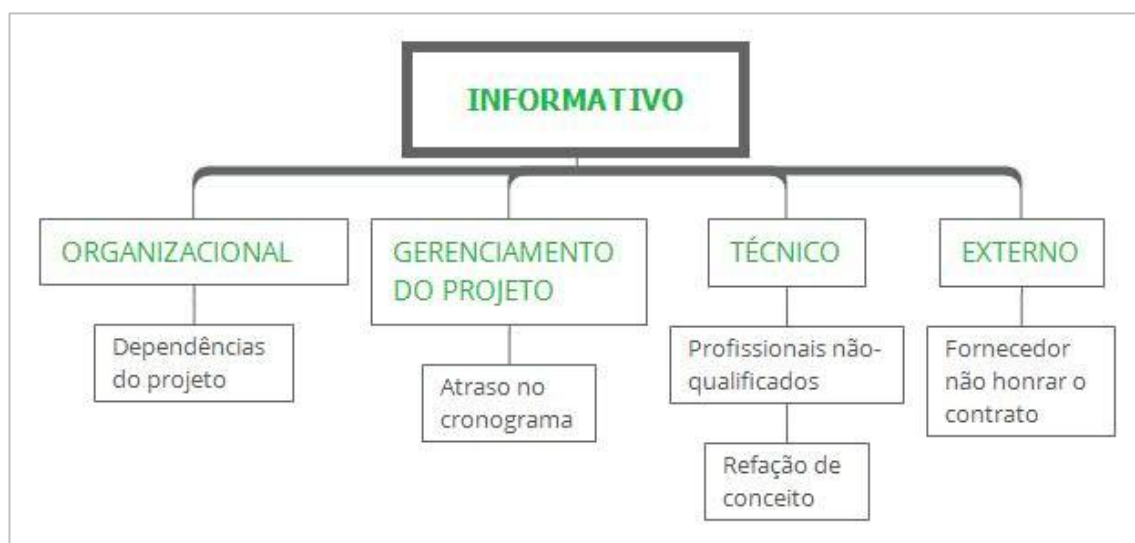 INFORMATIVO
ORGANIZACIONAL
Dependências
do projeto
GERENCIAMENTO
DO PROJETO
Atraso no
cronograma
TÉCNICO
Profissionais não-
qualificados
Refação de
conceito
EXTERNO
Fornecedor
não honrar o
contrato